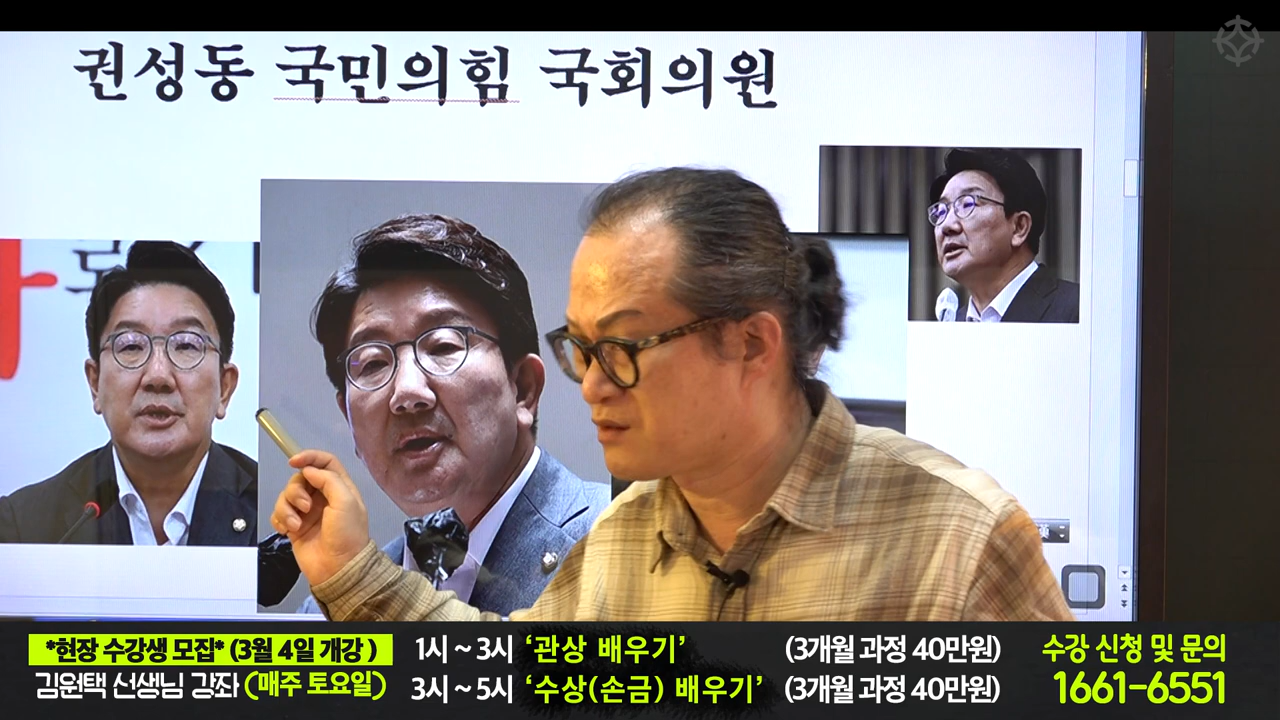 권성동 국민의힘 국회의원
*현장 수강생 모집* (3월 4일 개강)
김원택 선생님 강좌 (매주 토요일)
1시 ~ 3시 ‘관상 배우기’ (3개월 과정 40만원)
3시 ~ 5시 ‘수상(손금) 배우기’ (3개월 과정 40만원)
수강 신청 및 문의
1661-6551